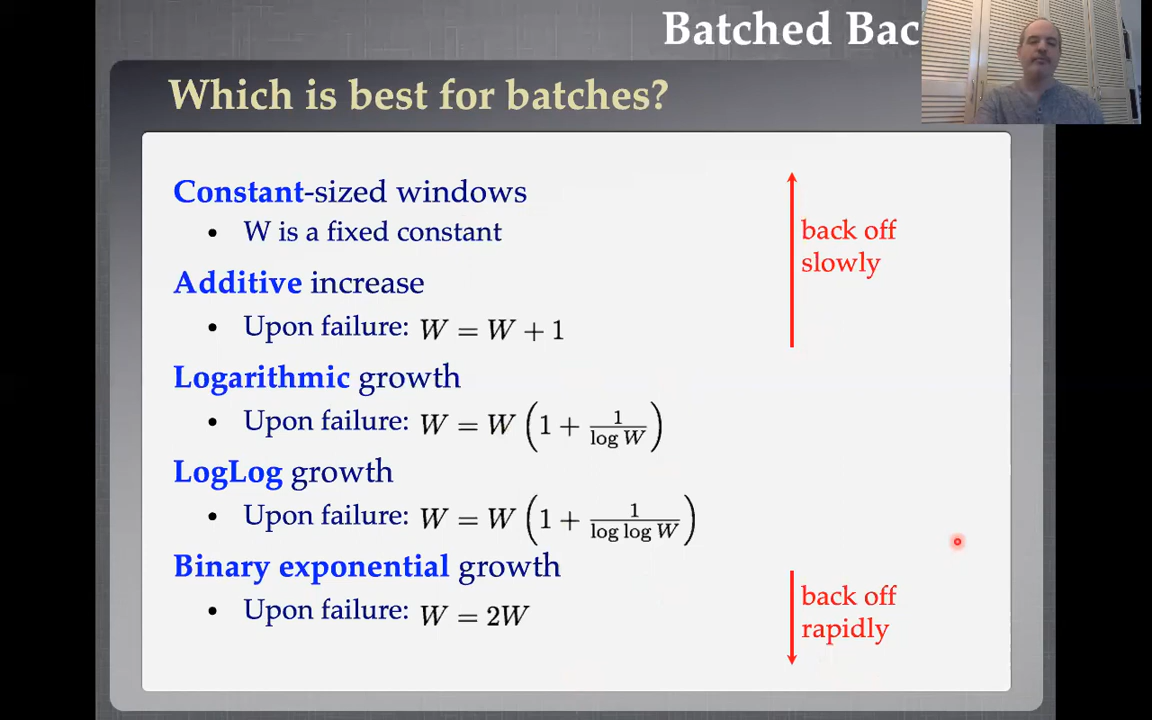 Batched Bac
Which is best for batches?
Constant-sized windows
• W is a fixed constant
Additive increase
• Upon failure: W = W + 1
Logarithmic growth
• Upon failure: W = W (1 + 1/log W)
LogLog growth
• Upon failure: W = W (1 + 1/log log W)
Binary exponential growth
• Upon failure: W = 2W
back off
slowly
back off
rapidly